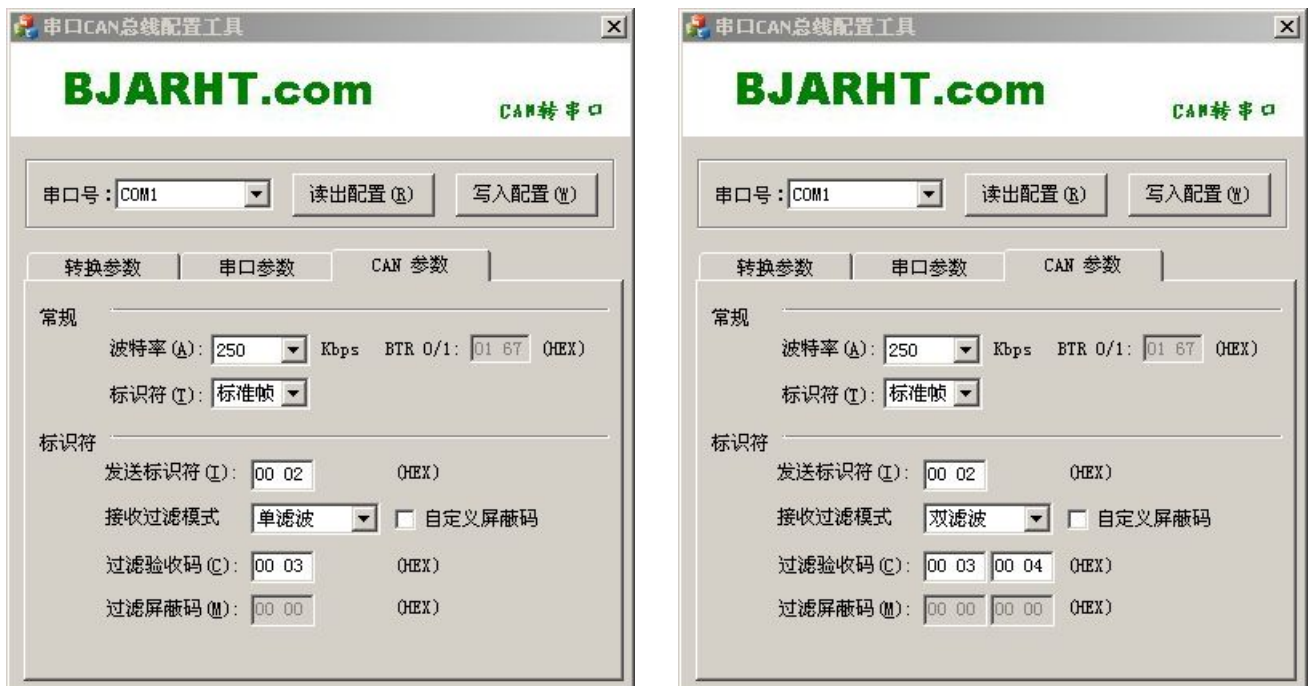 串口CAN总线配置工具
BJARHT.com
CAN转串口
串口号：COM1 读出配置(R) 写入配置(W)
转换参数 串口参数 CAN 参数
常规
波特率(A): 250 Kbps BTR 0/1: 01 67 (HEX)
标识符(T): 标准帧
标识符
发送标识符(I): 00 02 (HEX)
接收过滤模式 单滤波 自定义屏蔽码
过滤验收码(C): 00 03 (HEX)
过滤屏蔽码(M): 00 00 (HEX)
串口CAN总线配置工具
BJARHT.com
CAN转串口
串口号：COM1 读出配置(R) 写入配置(W)
转换参数 串口参数 CAN 参数
常规
波特率(A): 250 Kbps BTR 0/1: 01 67 (HEX)
标识符(T): 标准帧
标识符
发送标识符(I): 00 02 (HEX)
接收过滤模式 双滤波 自定义屏蔽码
过滤验收码(C): 00 03 00 04 (HEX)
过滤屏蔽码(M): 00 00 00 00 (HEX)